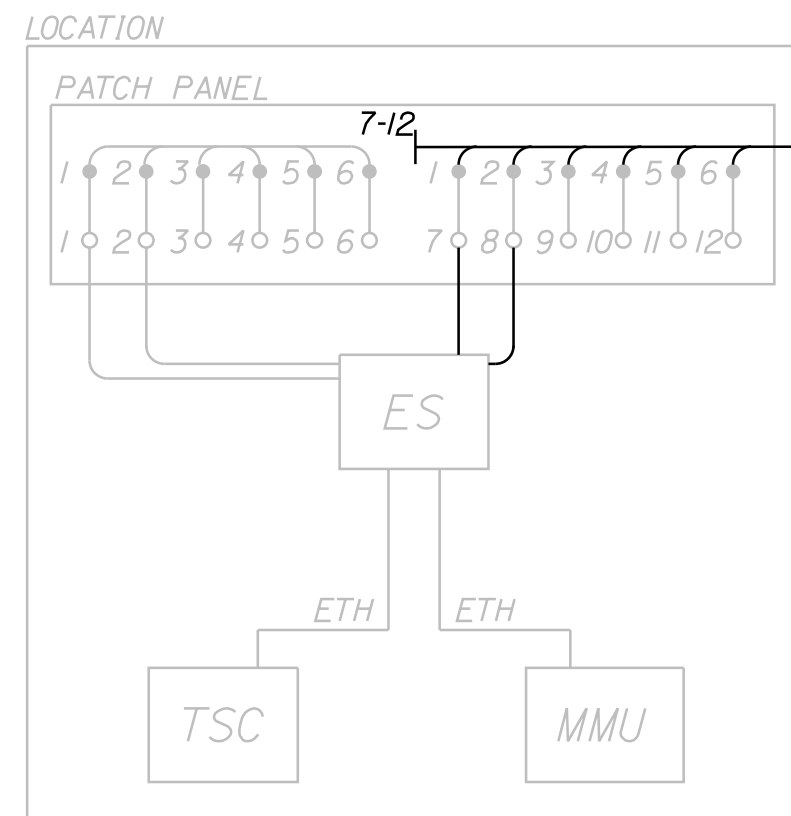 LOCATION
PATCH PANEL
7-12
1 2 3 4 5 6 1 2 3 4 5 6
1 2 3 4 5 6 7 8 9 10 11 12
ES
ETH ETH
TSC MMU